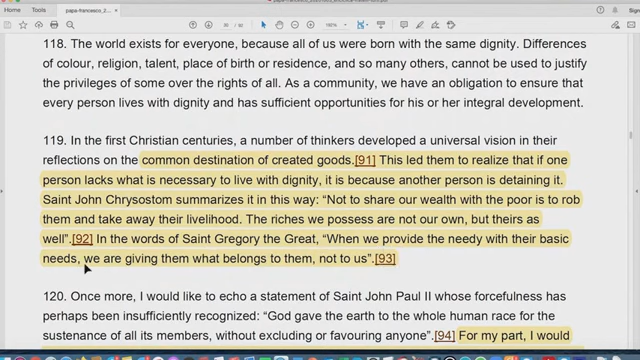 118. The world exists for everyone, because all of us were born with the same dignity. Differences
of colour, religion, talent, place of birth or residence, and so many others, cannot be used to justify
the privileges of some over the rights of all. As a community, we have an obligation to ensure that
every person lives with dignity and has sufficient opportunities for his or her integral development.
119. In the first Christian centuries, a number of thinkers developed a universal vision in their
reflections on the common destination of created goods.[91] This led them to realize that if one
person lacks what is necessary to live with dignity, it is because another person is detaining it.
Saint John Chrysostom summarizes it in this way: “Not to share our wealth with the poor is to rob
them and take away their livelihood. The riches we possess are not our own, but theirs as
well”.[92] In the words of Saint Gregory the Great, “When we provide the needy with their basic
needs, we are giving them what belongs to them, not to us”.[93]
120. Once more, I would like to echo a statement of Saint John Paul II whose forcefulness has
perhaps been insufficiently recognized: “God gave the earth to the whole human race for the
sustenance of all its members, without excluding or favouring anyone”.[94] For my part, I would